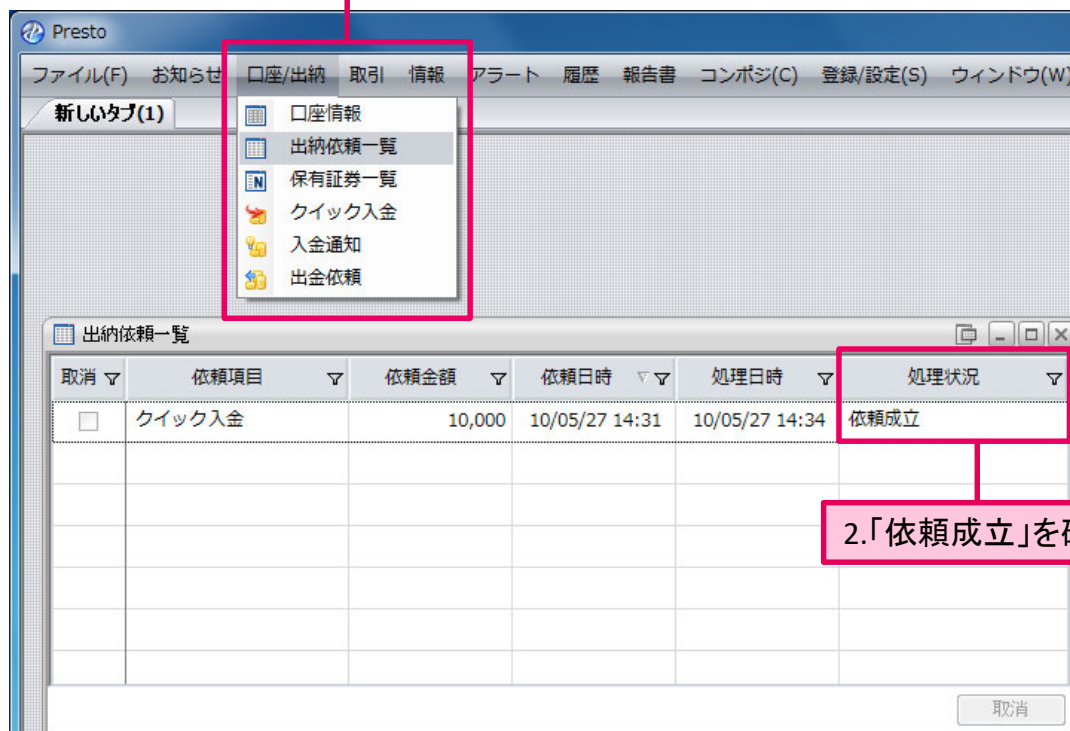 Presto
ファイル(F) お知らせ 口座/出納 取引 情報 アラート 履歴 報告書 コンポジ(C) 登録/設定(S) ウィンドウ(W)
新しいタブ(1)
口座情報
出納依頼一覧
保有証券一覧
クイック入金
入金通知
出金依頼
出納依頼一覧
取消 依頼項目 依頼金額 依頼日時 処理日時 処理状況
クイック入金 10,000 10/05/27 14:31 10/05/27 14:34 依頼成立
2.「依頼成立」を
取消